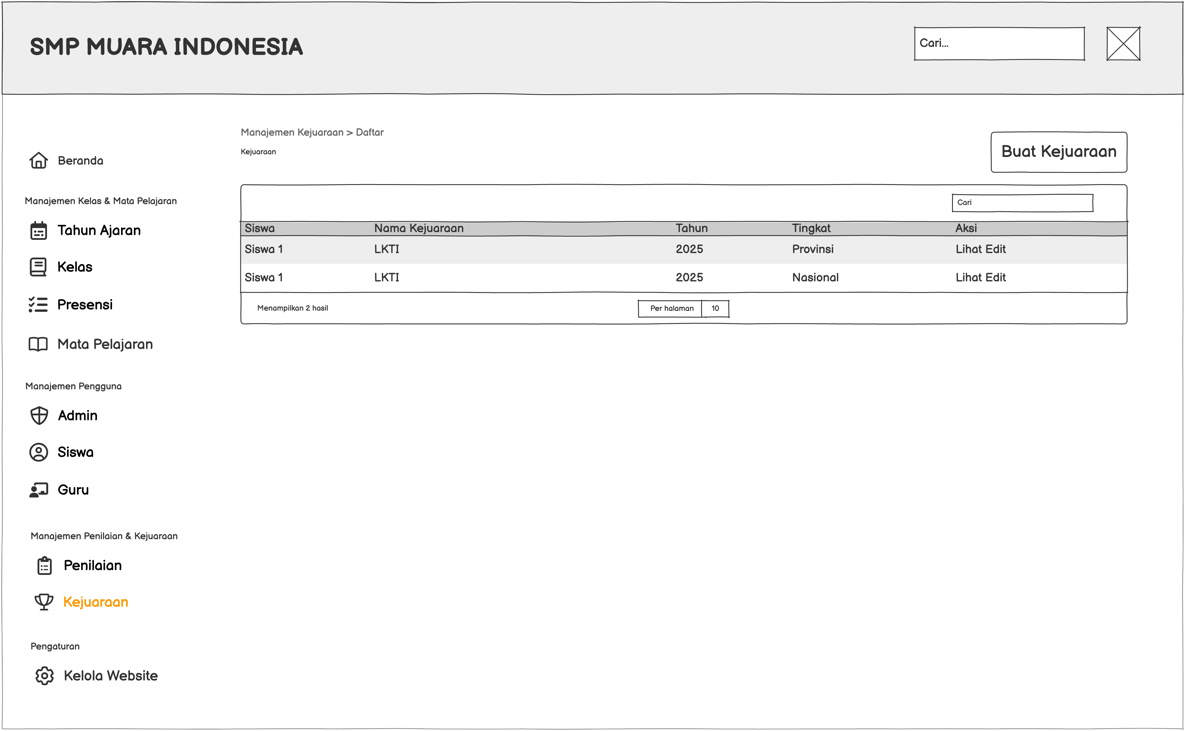 SMP MUARA INDONESIA
Cari...
Beranda
Manajemen Kelas & Mata Pelajaran
Tahun Ajaran
Kelas
Presensi
Mata Pelajaran
Manajemen Pengguna
Admin
Siswa
Guru
Manajemen Penilaian & Kejuaraan
Penilaian
Kejuaraan
Pengaturan
Kelola Website
Manajemen Kejuaraan > Daftar
Kejuaraan
Buat Kejuaraan
Cari
Siswa Nama Kejuaraan Tahun Tingkat Aksi
Siswa 1 LKTI 2025 Provinsi Lihat Edit
Siswa 1 LKTI 2025 Nasional Lihat Edit
Menampilkan 2 hasil Per halaman 10